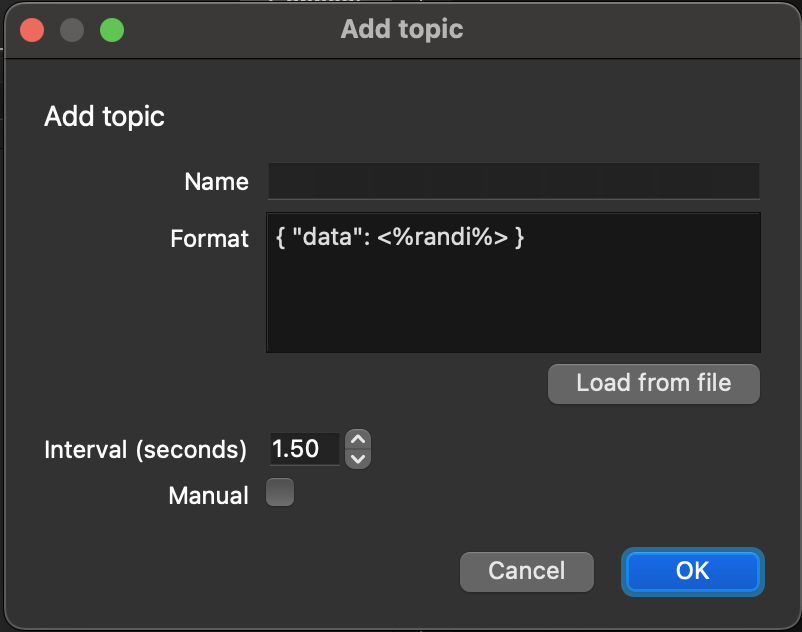 Add topic
Add topic
Name
Format
{ "data": <%randi%> }
Load from file
Interval (seconds) 1.50
Manual
Cancel OK